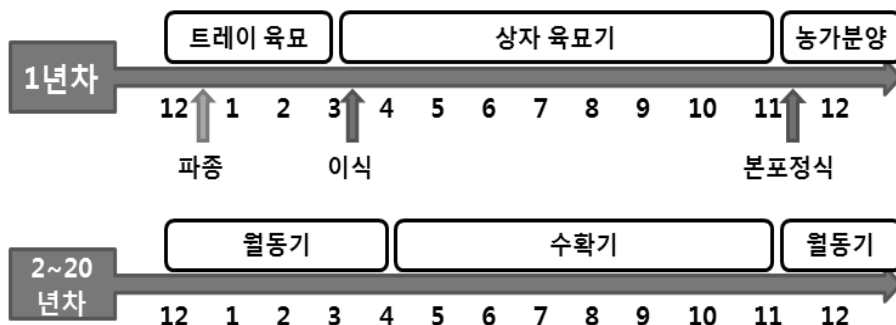 트레이 육묘 상자 육묘기 농가분양
1년차
12 1 2 3 4 5 6 7 8 9 10 11 12
파종 이식 본포정식
월동기 수확기 월동기
2~20
년차
12 1 2 3 4 5 6 7 8 9 10 11 12